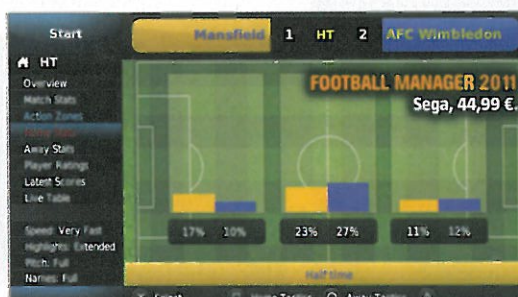 Start
Mansfield 1 HT 2 AFC Wimbledon
HT
Overview
Match Stats
Action Zones
Away Stats
Player Ratings
Latest Scores
Live Table
Speed: Very Fast
Highlights: Extended
Pitch: Full
Names: Full
FOOTBALL MANAGER 2011
Sega, 44,99 €.
17% 10% 23% 27% 11% 12%
Half time